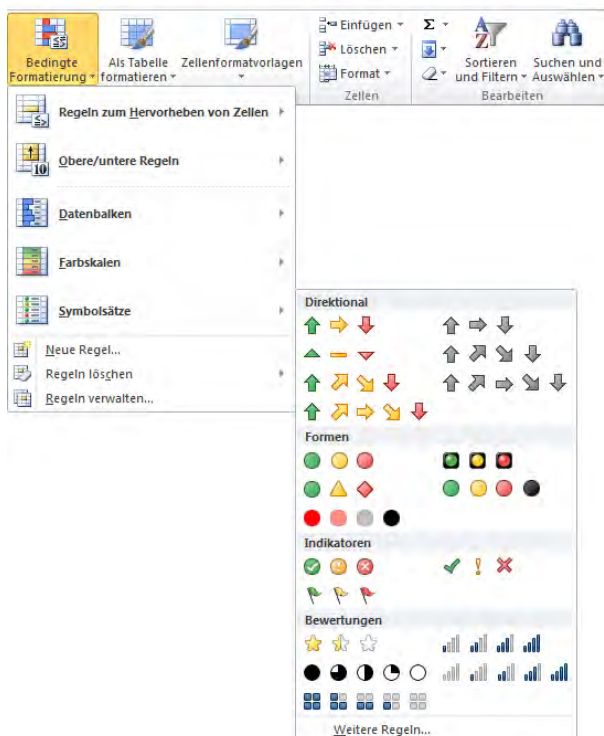 Bedingte
Formatierung
Als Tabelle
formatieren
Zellenformatvorlagen
Einfügen
Löschen
Format
Zellen
Σ
Sortieren
und Filtern
Suchen und
Auswählen
Bearbeiten
Regeln zum Hervorheben von Zellen
Obere/untere Regeln
Datenbalken
Farbskalen
Symbolsätze
Neue Regel...
Regeln löschen
Regeln verwalten...
Direktional
Formen
Indikatoren
Bewertungen
Weitere Regeln...